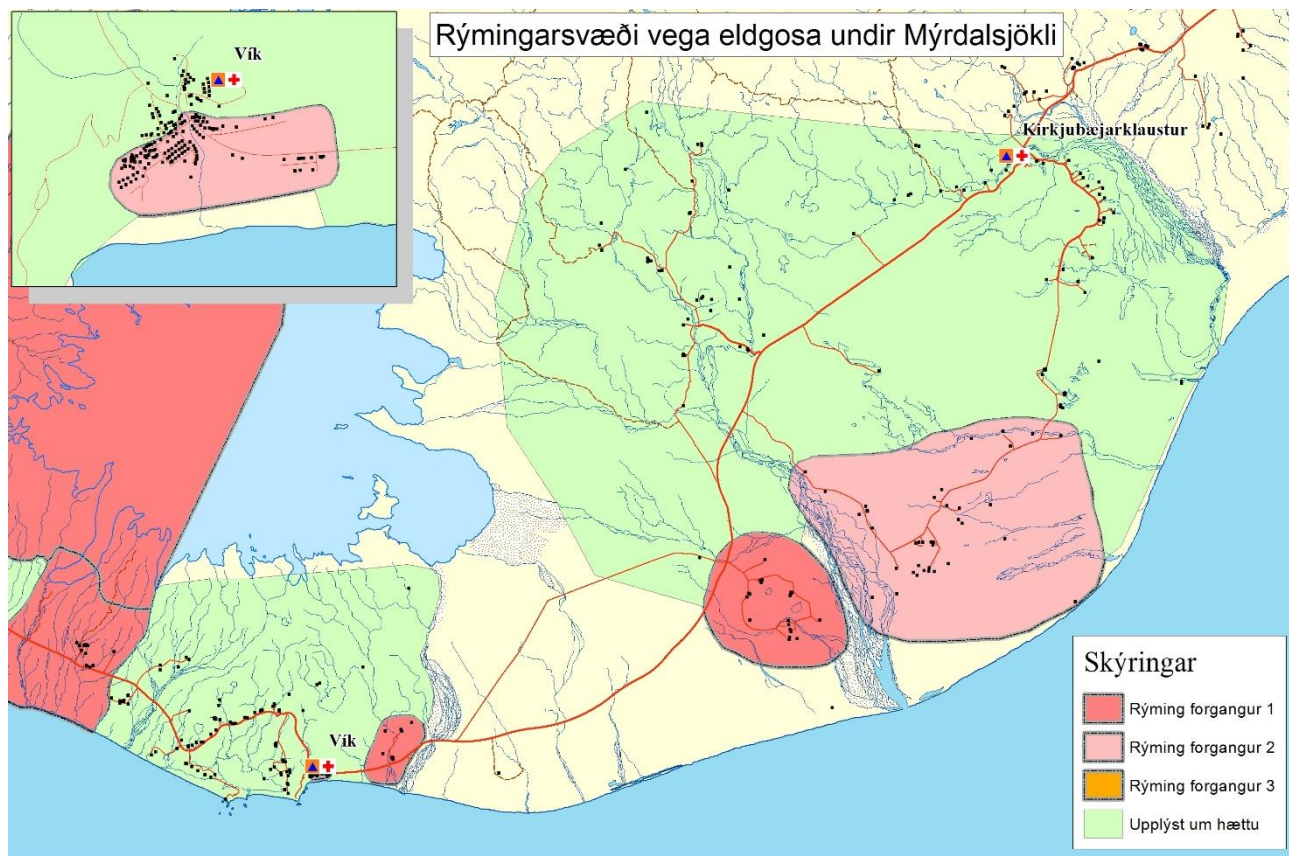 Rýmingarsvæði vega eldgosa undir Mýrdalsjökli
Vík
Kirkjubæjarklaustur
Vík
Skýringar
Rýming forgangur 1
Rýming forgangur 2
Rýming forgangur 3
Upplýst um hættu